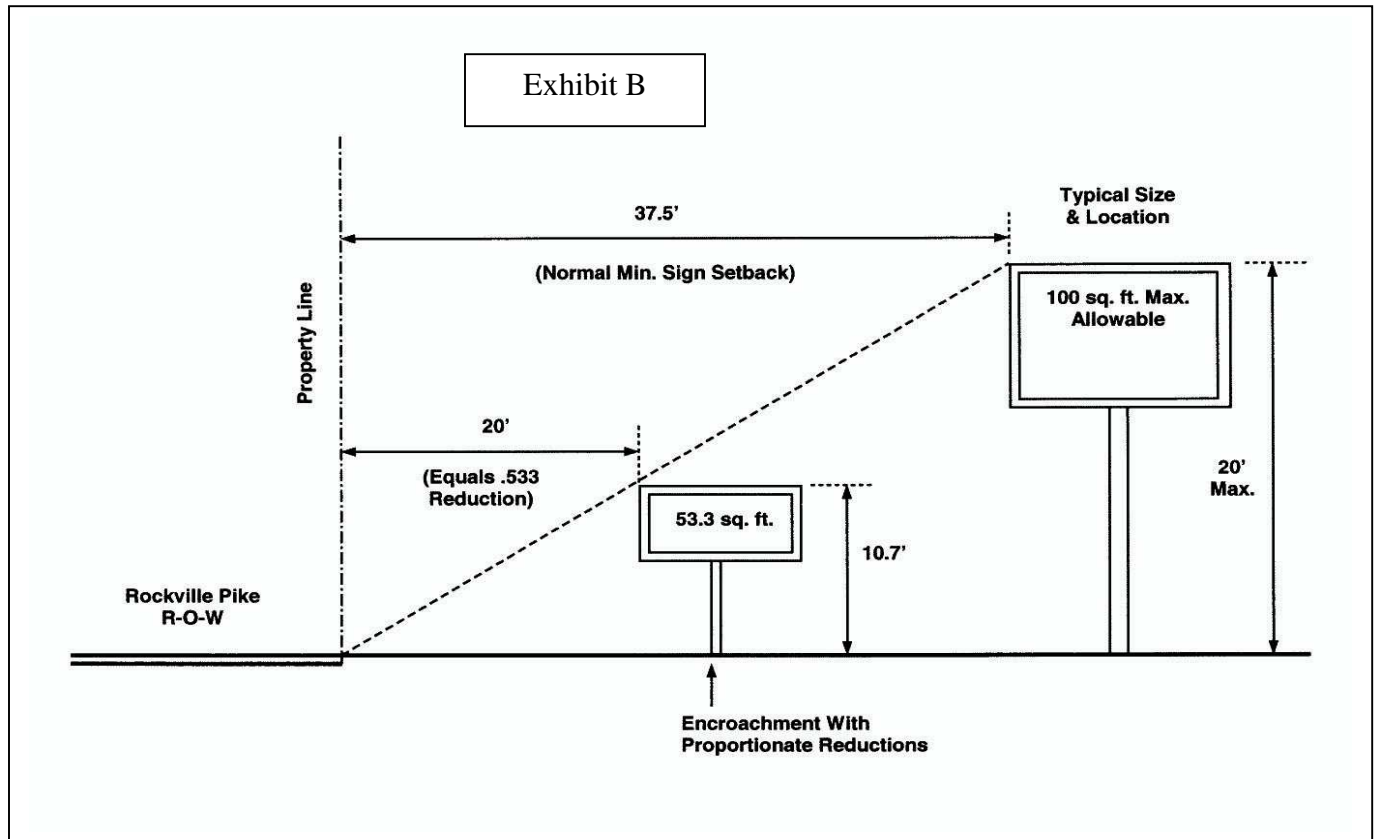 Exhibit B
Typical Size
& Location
37.5'
(Normal Min. Sign Setback)
100 sq. ft. Max.
Allowable
Property Line
20'
(Equals .533
Reduction)
53.3 sq. ft.
10.7'
20'
Max.
Rockville Pike
R-O-W
Encroachment With
Proportionate Reductions